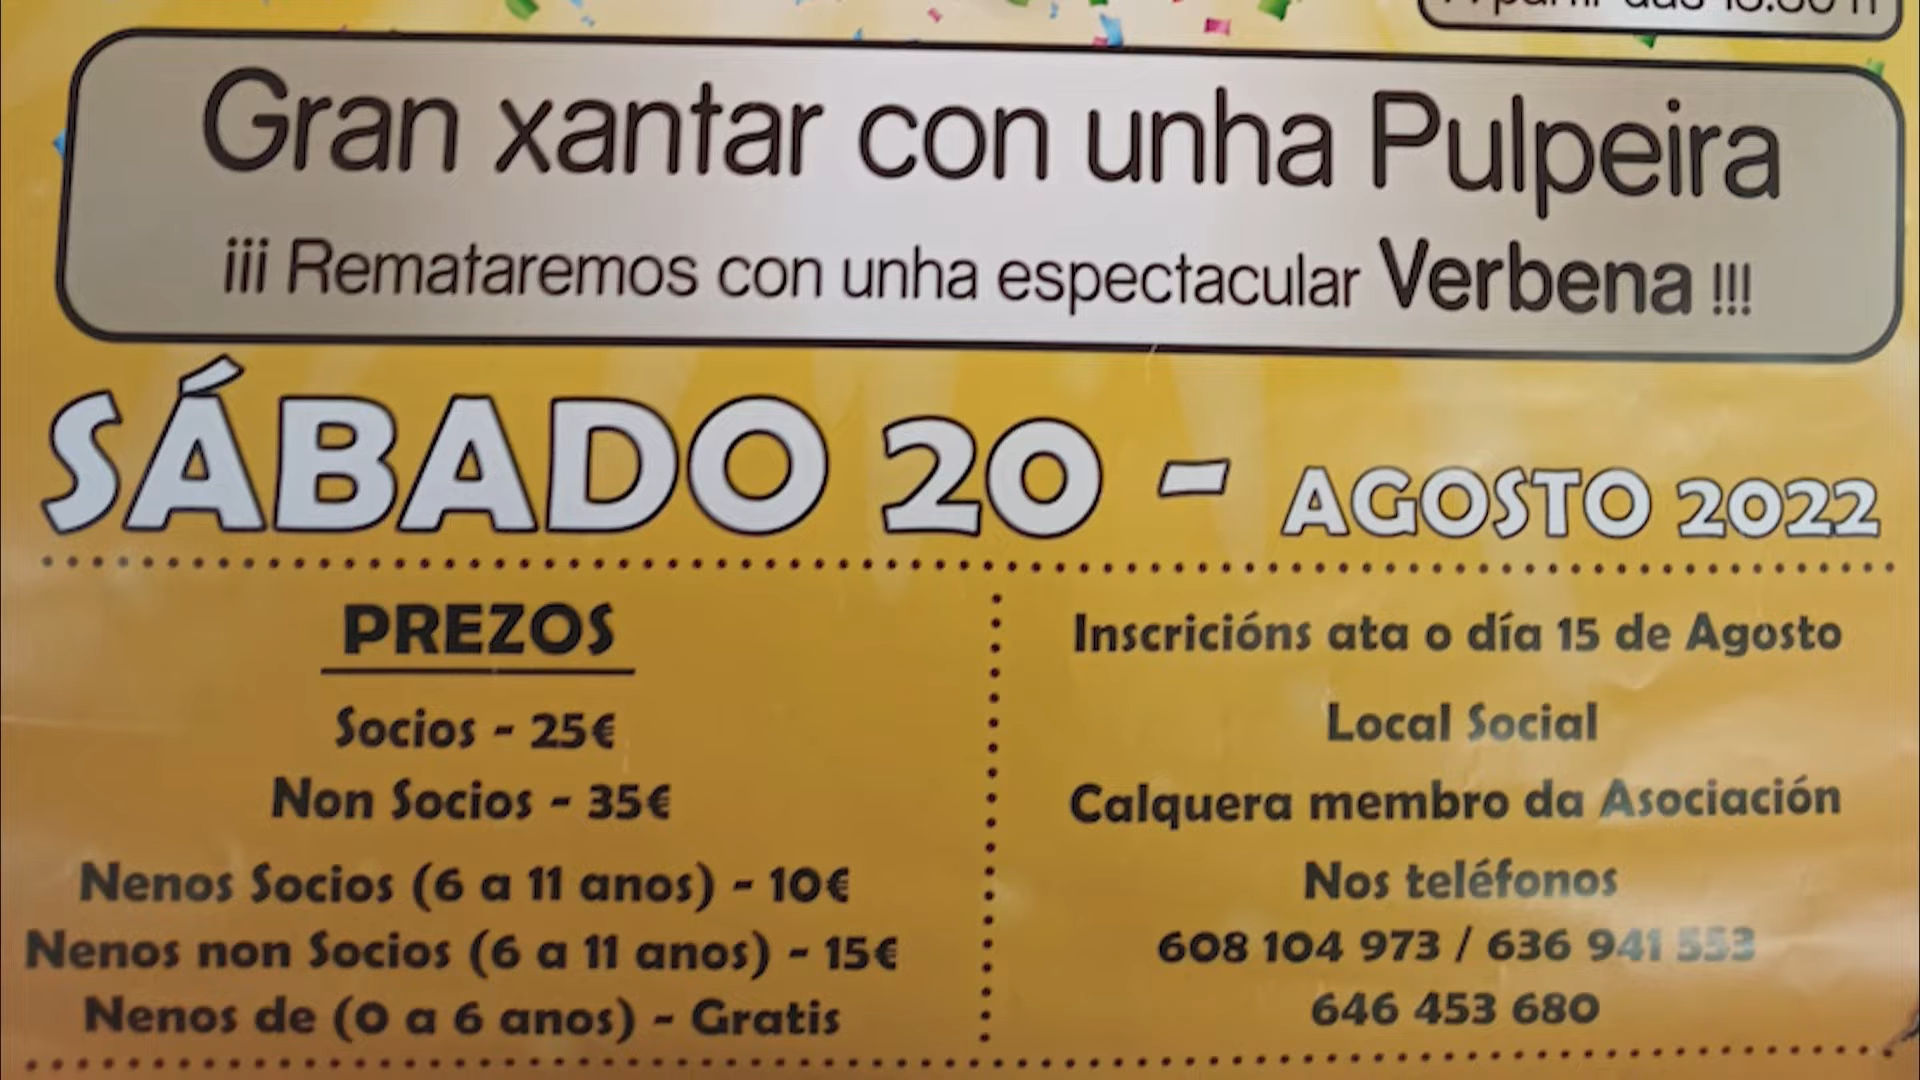 Gran xantar con unha Pulpeira
¡¡¡ Remataremos con unha espectacular Verbena !!!
SÁBADO 20 - AGOSTO 2022
PREZOS
Socios - 25€
Non Socios - 35€
Nenos Socios (6 a 11 anos) - 10€
Nenos non Socios (6 a 11 anos) - 15€
Nenos de (0 a 6 anos) - Gratis
Inscricións ata o día 15 de Agosto
Local Social
Calquera membro da Asociación
Nos teléfonos
608 104 973 / 636 941 553
646 453 680